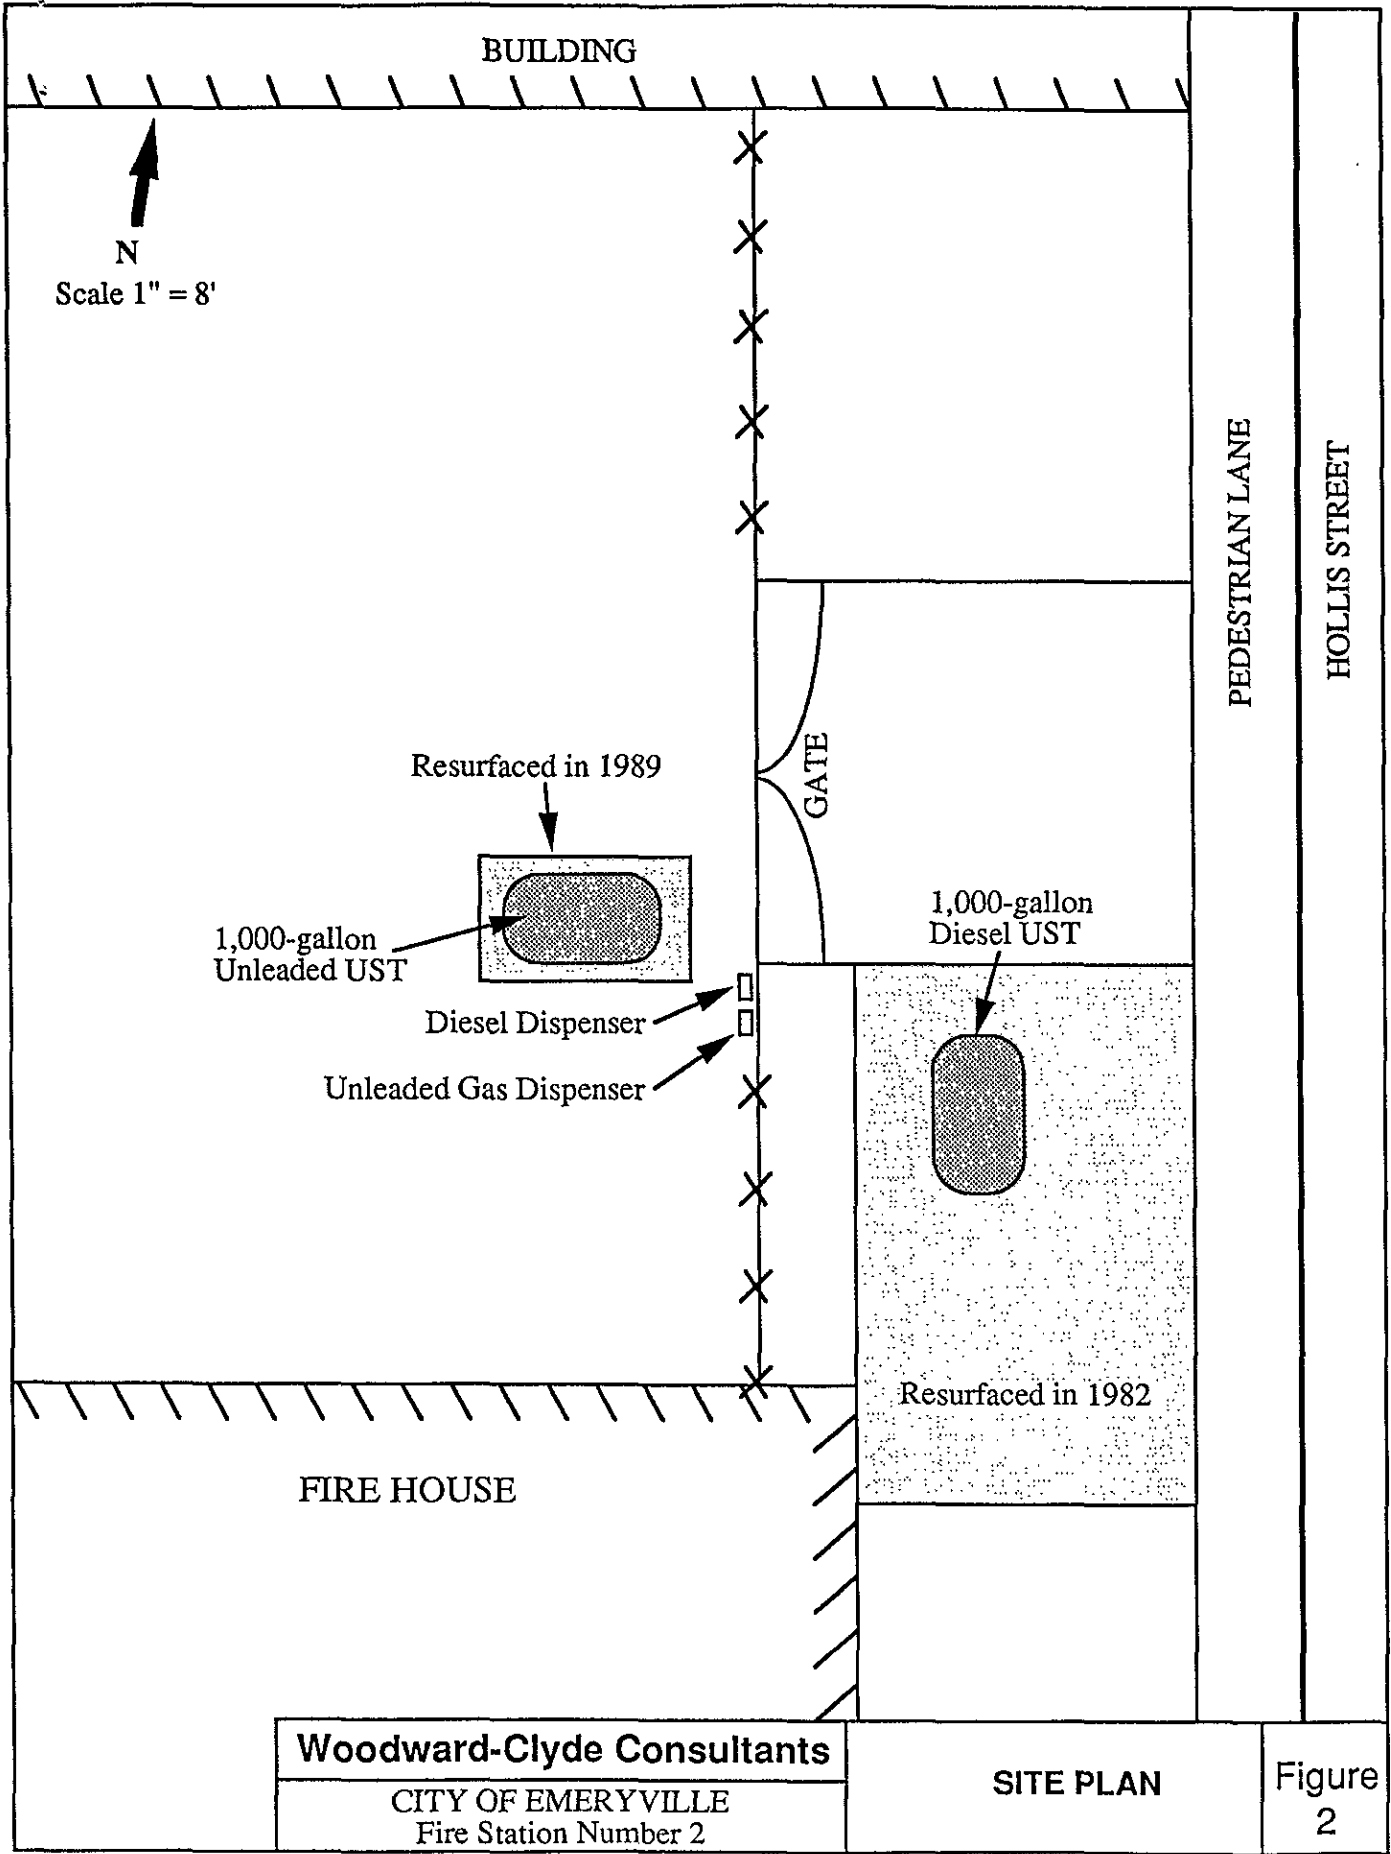 BUILDING
N
Scale 1" = 8'
PEDESTRIAN LANE
HOLLIS STREET
GATE
Resurfaced in 1989
1,000-gallon
Unleaded UST
1,000-gallon
Diesel UST
Diesel Dispenser
Unleaded Gas Dispenser
Resurfaced in 1982
FIRE HOUSE
Woodward-Clyde Consultants
CITY OF EMERYVILLE
Fire Station Number 2
SITE PLAN
Figure
2